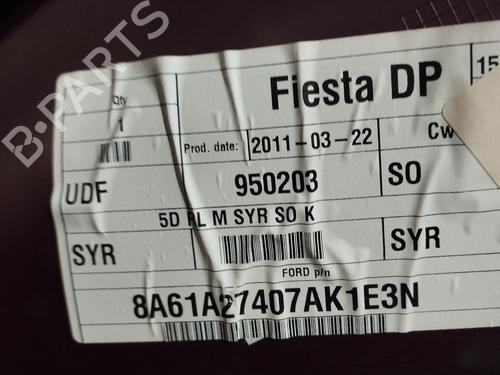 B-PARTS
Qty
1
Fiesta DP
15
Prod. date:
2011-03-22
Cw
UDF
950203
SO
5D RL M SYR SO K
SYR
SYR
FORD p/n
8A61A27407AK1E3N